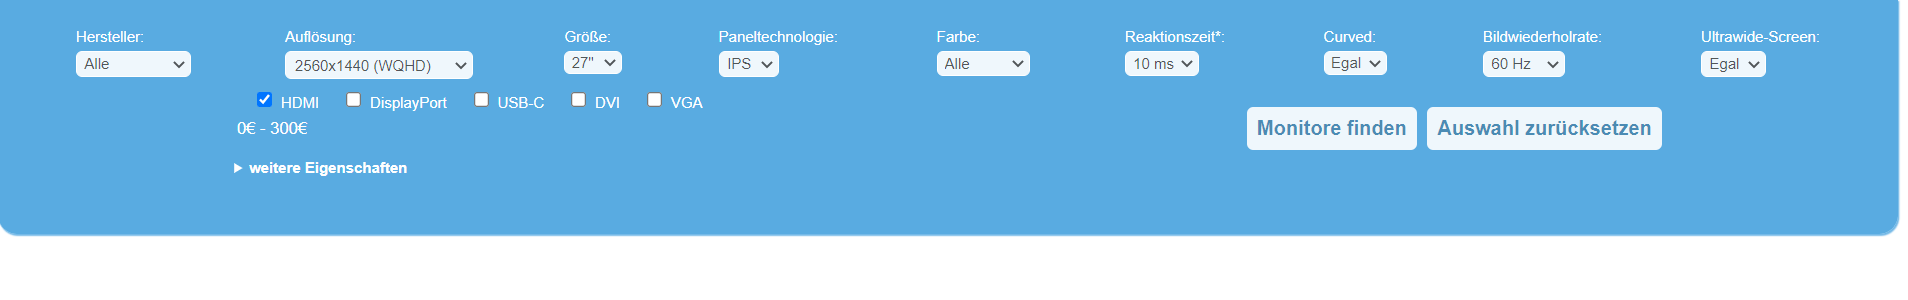 Hersteller: Auflösung: Größe: Paneltechnologie: Farbe: Reaktionszeit*: Curved: Bildwiederholrate: Ultrawide-Screen:
Alle 2560x1440 (WQHD) 27" IPS Alle 10 ms Egal 60 Hz Egal
HDMI DisplayPort USB-C DVI VGA
0€ - 300€
Monitore finden Auswahl zurücksetzen
weitere Eigenschaften